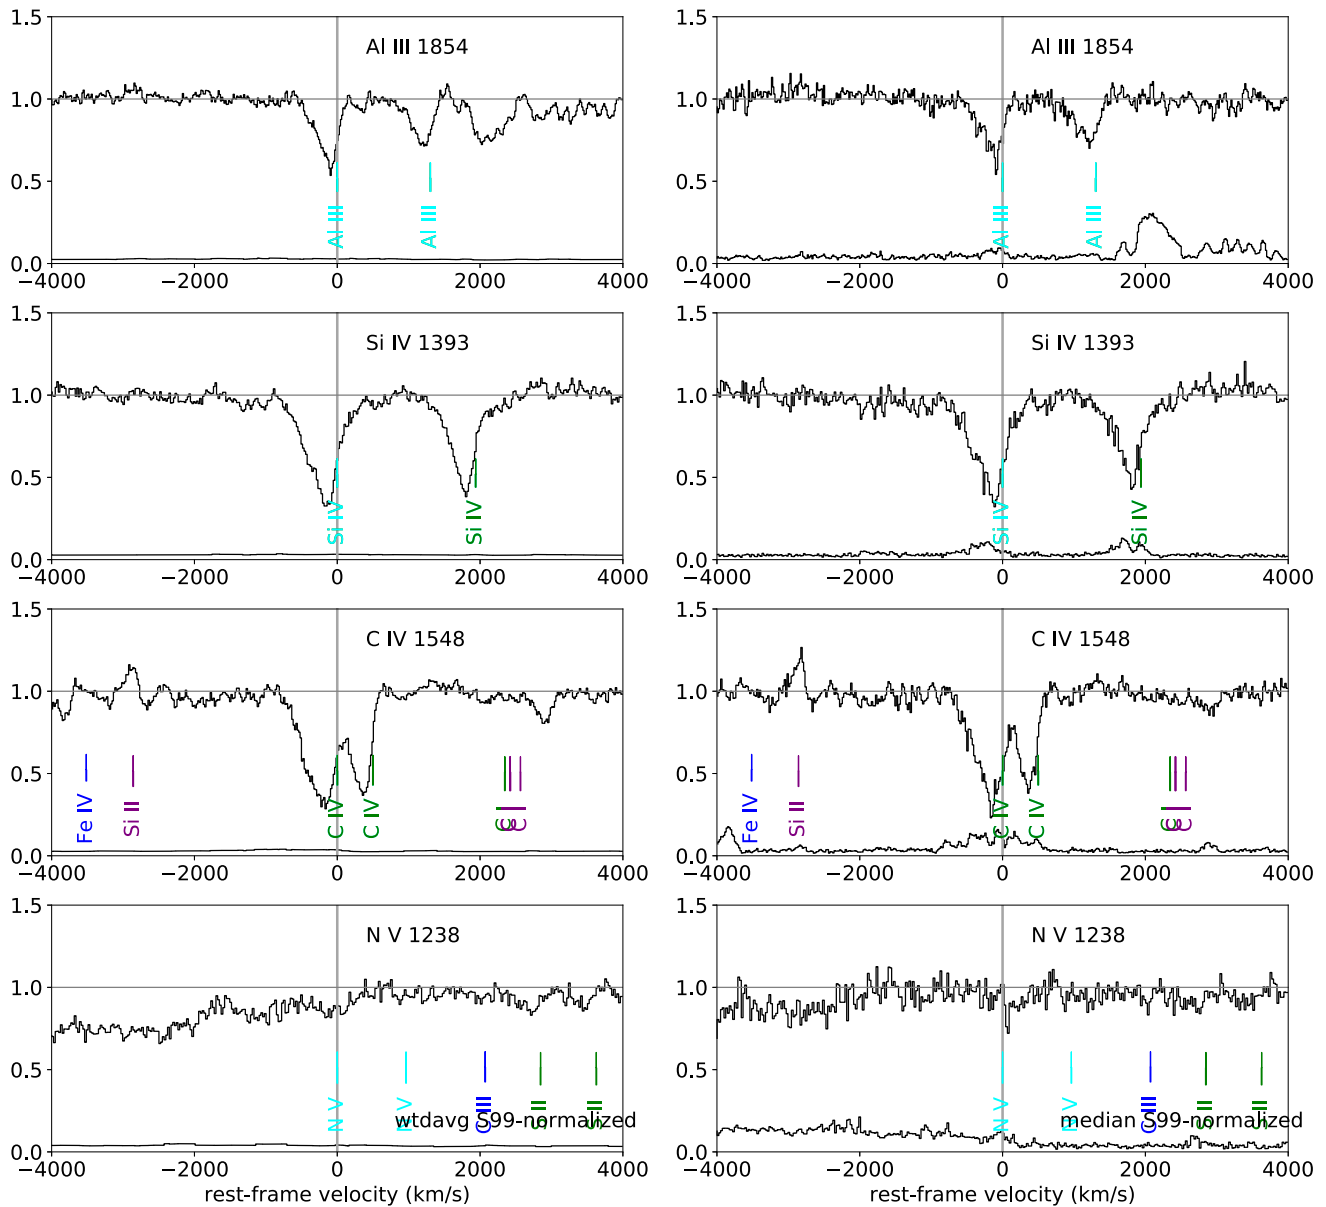 1.5
1.0
0.5
0.0
Al III 1854
Al III
Al III
−4000 −2000 0 2000 4000
1.5
1.0
0.5
0.0
Al III 1854
Al III
Al III
−4000 −2000 0 2000 4000
1.5
1.0
0.5
0.0
Si IV 1393
Si IV
Si IV
−4000 −2000 0 2000 4000
1.5
1.0
0.5
0.0
Si IV 1393
Si IV
Si IV
−4000 −2000 0 2000 4000
1.5
1.0
0.5
0.0
C IV 1548
Fe IV
Si II
C IV
C IV
C I
−4000 −2000 0 2000 4000
1.5
1.0
0.5
0.0
C IV 1548
Fe IV
Si II
C IV
C IV
C I
−4000 −2000 0 2000 4000
1.5
1.0
0.5
0.0
N V 1238
N V
N V
C III
S II
S II
wtdavg S99-normalized
−4000 −2000 0 2000 4000
rest-frame velocity (km/s)
1.5
1.0
0.5
0.0
N V 1238
N V
N V
C III
S II
S II
median S99-normalized
−4000 −2000 0 2000 4000
rest-frame velocity (km/s)